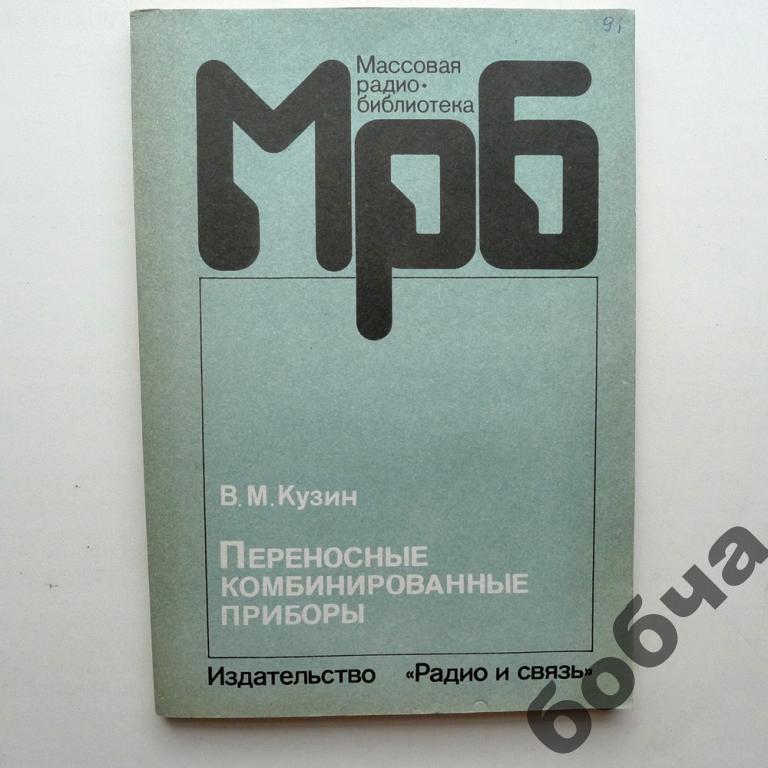 91
Массовая
радио-
библиотека
Мрб
В.М.Кузин
Переносные
комбинированные
приборы
Издательство «Радио и связь»
бобча